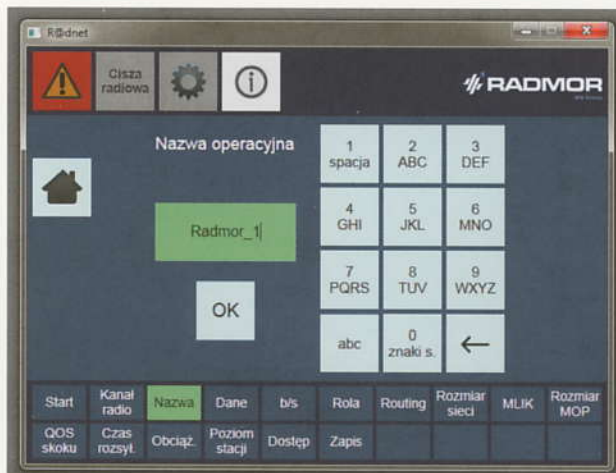 R@dnet
Cisza
radiowa
RADMOR
Nazwa operacyjna
1
spacja
2
ABC
3
DEF
4
GHI
5
JKL
6
MNO
7
PQRS
8
TUV
9
WXYZ
abc
0
znaki s.
Radmor_1
OK
Start
Kanał
radio
Nazwa
Dane
b/s
Rola
Routing
Rozmiar
sieci
MLIK
Rozmiar
MOP
QOS
skoku
Czas
rozsył.
Obciąż.
Poziom
stacji
Dostęp
Zapis